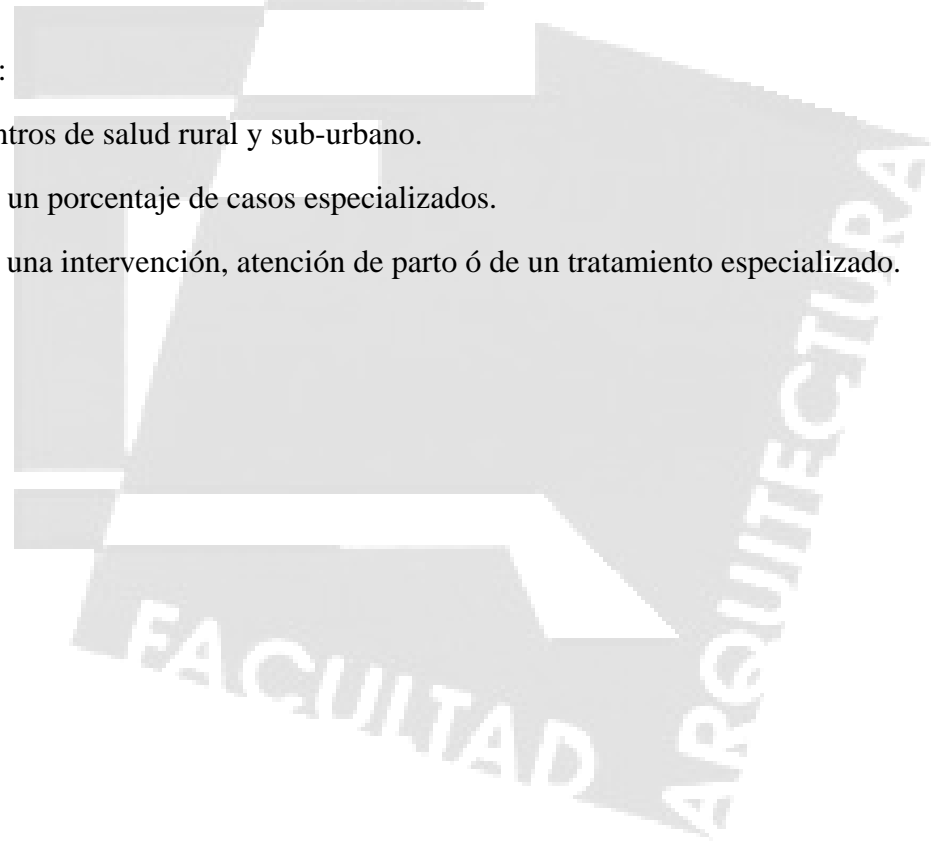 :
ntros de salud rural y sub-urbano.
un porcentaje de casos especializados.
una intervención, atención de parto ó de un tratamiento especializado.
FACULTAD
ARQUITECTURA